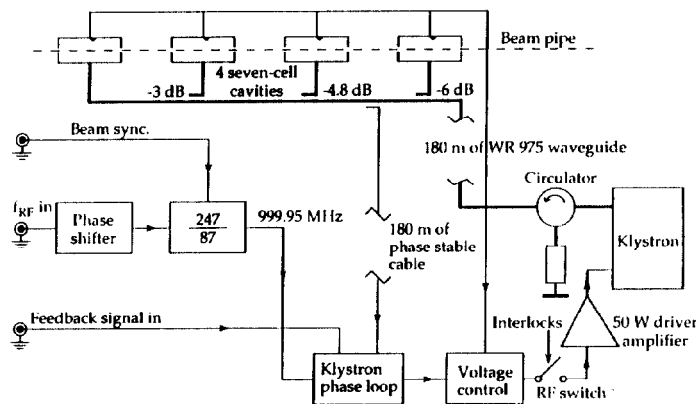 Beam pipe
4 seven-cell
cavities
-3 dB
-4.8 dB
-6 dB
Beam sync.
180 m of WR 975 waveguide
Circulator
f_RF in
Phase
shifter
247
87
999.95 MHz
180 m of
phase stable
cable
Klystron
Feedback signal in
Interlocks
50 W driver
amplifier
Klystron
phase loop
Voltage
control
RF switch